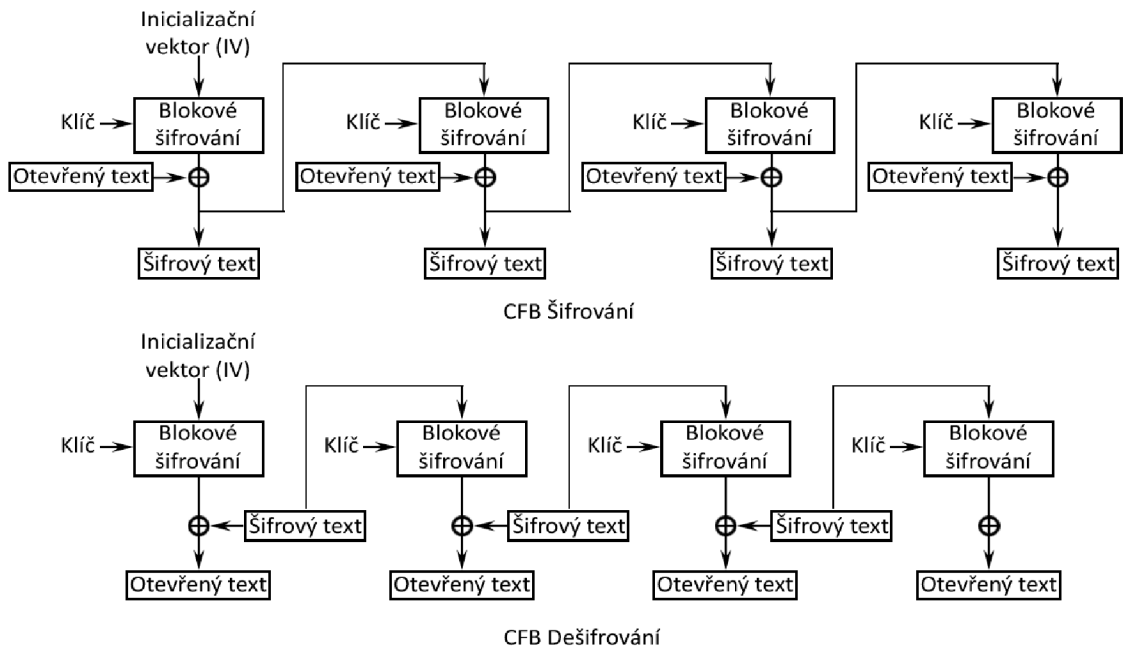 Inicializační
vektor (IV)
Klíč
Blokové
šifrování
Klíč
Blokové
šifrování
Klíč
Blokové
šifrování
Klíč
Blokové
šifrování
Otevřený text
Otevřený text
Otevřený text
Otevřený text
Šifrový text
Šifrový text
Šifrový text
Šifrový text
CFB Šifrování
Inicializační
vektor (IV)
Klíč
Blokové
šifrování
Klíč
Blokové
šifrování
Klíč
Blokové
šifrování
Klíč
Blokové
šifrování
Šifrový text
Šifrový text
Šifrový text
Otevřený text
Otevřený text
Otevřený text
Otevřený text
CFB Dešifrování